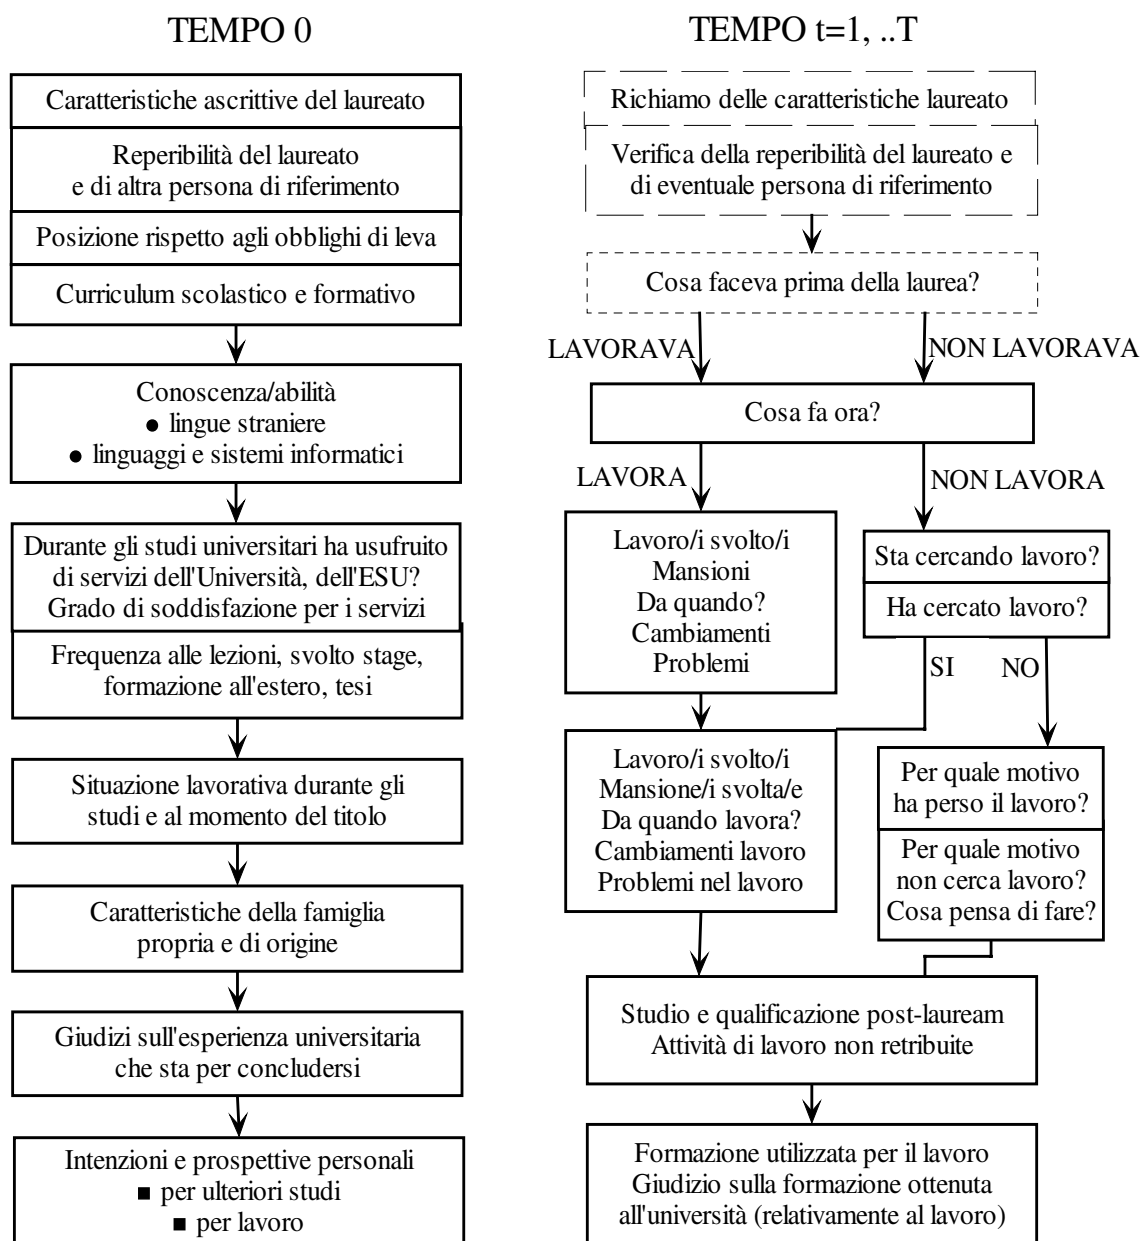 TEMPO 0
Caratteristiche ascrittive del laureato
Reperibilità del laureato
e di altra persona di riferimento
Posizione rispetto agli obblighi di leva
Curriculum scolastico e formativo
Conoscenza/abilità
● lingue straniere
● linguaggi e sistemi informatici
Durante gli studi universitari ha usufruito
di servizi dell'Università, dell'ESU?
Grado di soddisfazione per i servizi
Frequenza alle lezioni, svolto stage,
formazione all'estero, tesi
Situazione lavorativa durante gli
studi e al momento del titolo
Caratteristiche della famiglia
propria e di origine
Giudizi sull'esperienza universitaria
che sta per concludersi
Intenzioni e prospettive personali
■ per ulteriori studi
■ per lavoro
TEMPO t=1, ..T
Richiamo delle caratteristiche laureato
Verifica della reperibilità del laureato e
di eventuale persona di riferimento
Cosa faceva prima della laurea?
LAVORAVA
NON LAVORAVA
Cosa fa ora?
LAVORA
NON LAVORA
Lavoro/i svolto/i
Mansioni
Da quando?
Cambiamenti
Problemi
Sta cercando lavoro?
Ha cercato lavoro?
SI
NO
Lavoro/i svolto/i
Mansione/i svolta/e
Da quando lavora?
Cambiamenti lavoro
Problemi nel lavoro
Per quale motivo
ha perso il lavoro?
Per quale motivo
non cerca lavoro?
Cosa pensa di fare?
Studio e qualificazione post-lauream
Attività di lavoro non retribuite
Formazione utilizzata per il lavoro
Giudizio sulla formazione ottenuta
all'università (relativamente al lavoro)